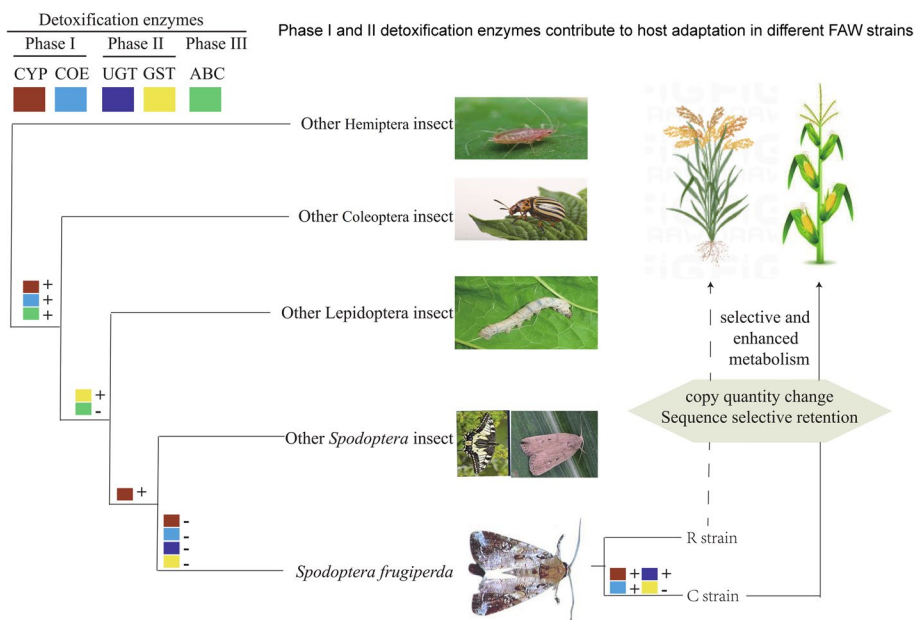 Detoxification enzymes
Phase I and II detoxification enzymes contribute to host adaptation in different FAW strains
Phase I Phase II Phase III
CYP COE UGT GST ABC
Other Hemiptera insect
Other Coleoptera insect
+
+
+
Other Lepidoptera insect
selective and
enhanced
metabolism
+
-
copy quantity change
Sequence selective retention
Other Spodoptera insect
+
-
-
-
-
R strain
Spodoptera frugiperda
+ +
+ -
C strain